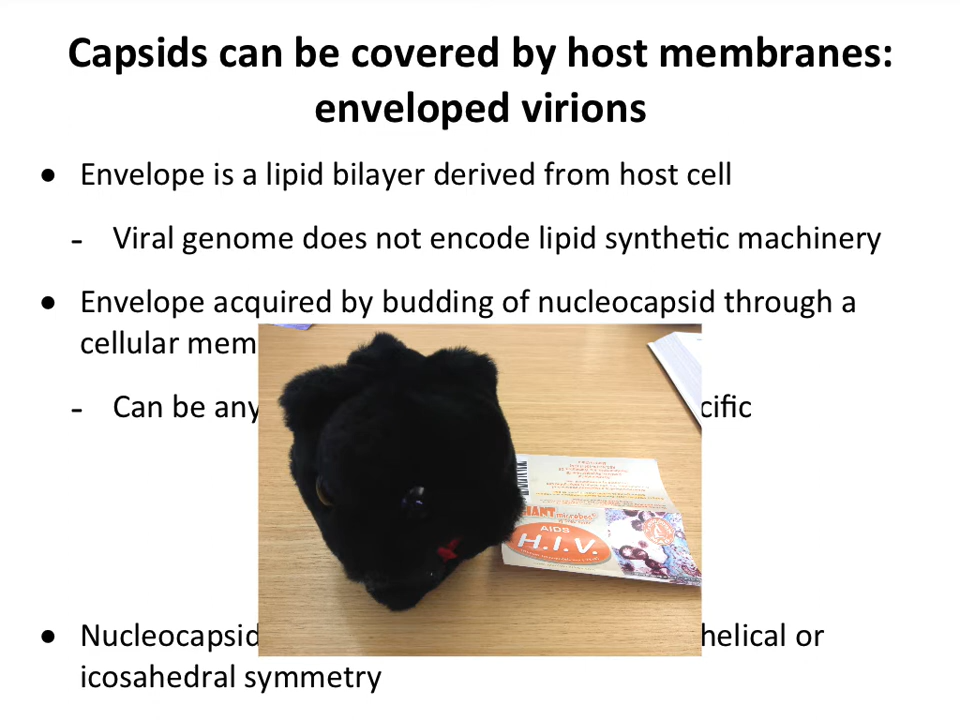 Capsids can be covered by host membranes:
enveloped virions
● Envelope is a lipid bilayer derived from host cell
- Viral genome does not encode lipid synthetic machinery
● Envelope acquired by budding of nucleocapsid through a
cellular mem
- Can be any cific
GIANT microbes
AIDS
H.I.V.
● Nucleocapsid helical or
icosahedral symmetry